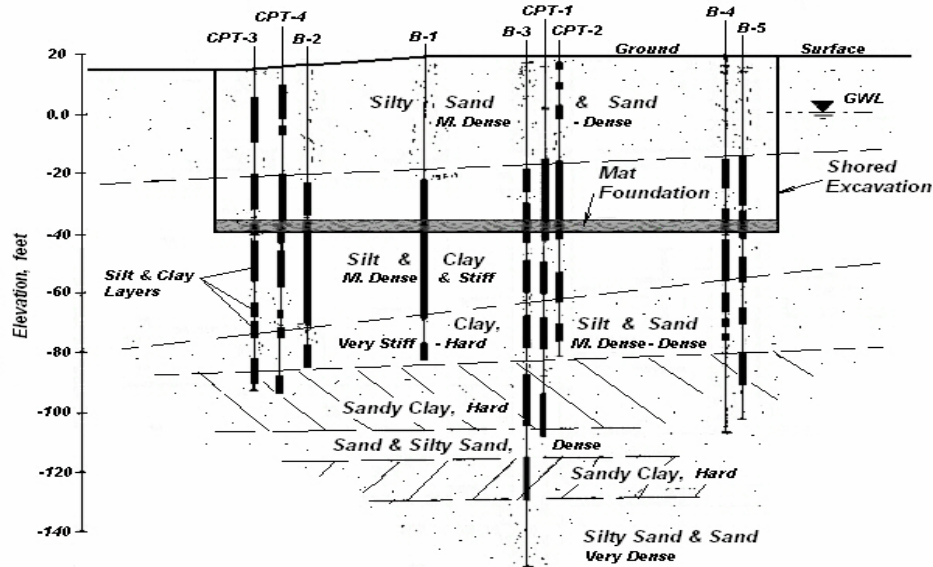 CPT-4
CPT-1
B-4
CPT-3
B-2
B-1
B-3
CPT-2
B-5
20
Ground
Surface
Silty Sand & Sand
M. Dense - Dense
GWL
0.0
-20
Mat
Foundation
Shored
Excavation
-40
Elevation, feet
Silt & Clay
M. Dense & Stiff
Silt & Clay
Layers
-60
Clay,
Very Stiff - Hard
Silt & Sand
M. Dense-Dense
-80
Sandy Clay, Hard
-100
Sand & Silty Sand, Dense
-120
Sandy Clay, Hard
-140
Silty Sand & Sand
Very Dense